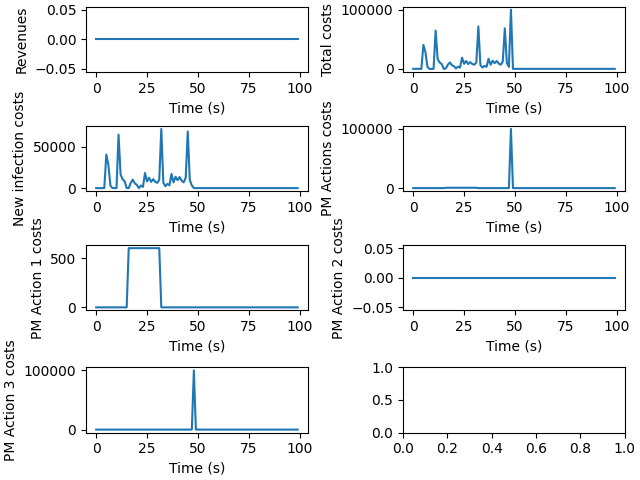 Revenues
0.05
0.00
−0.05
0 25 50 75 100
Time (s)
Total costs
100000
0
0 25 50 75 100
Time (s)
New infection costs
50000
0
0 25 50 75 100
Time (s)
PM Actions costs
100000
0
0 25 50 75 100
Time (s)
PM Action 1 costs
500
0
0 25 50 75 100
Time (s)
PM Action 2 costs
0.05
0.00
−0.05
0 25 50 75 100
Time (s)
PM Action 3 costs
100000
0
0 25 50 75 100
Time (s)
1.0
0.5
0.0
0.0 0.2 0.4 0.6 0.8 1.0